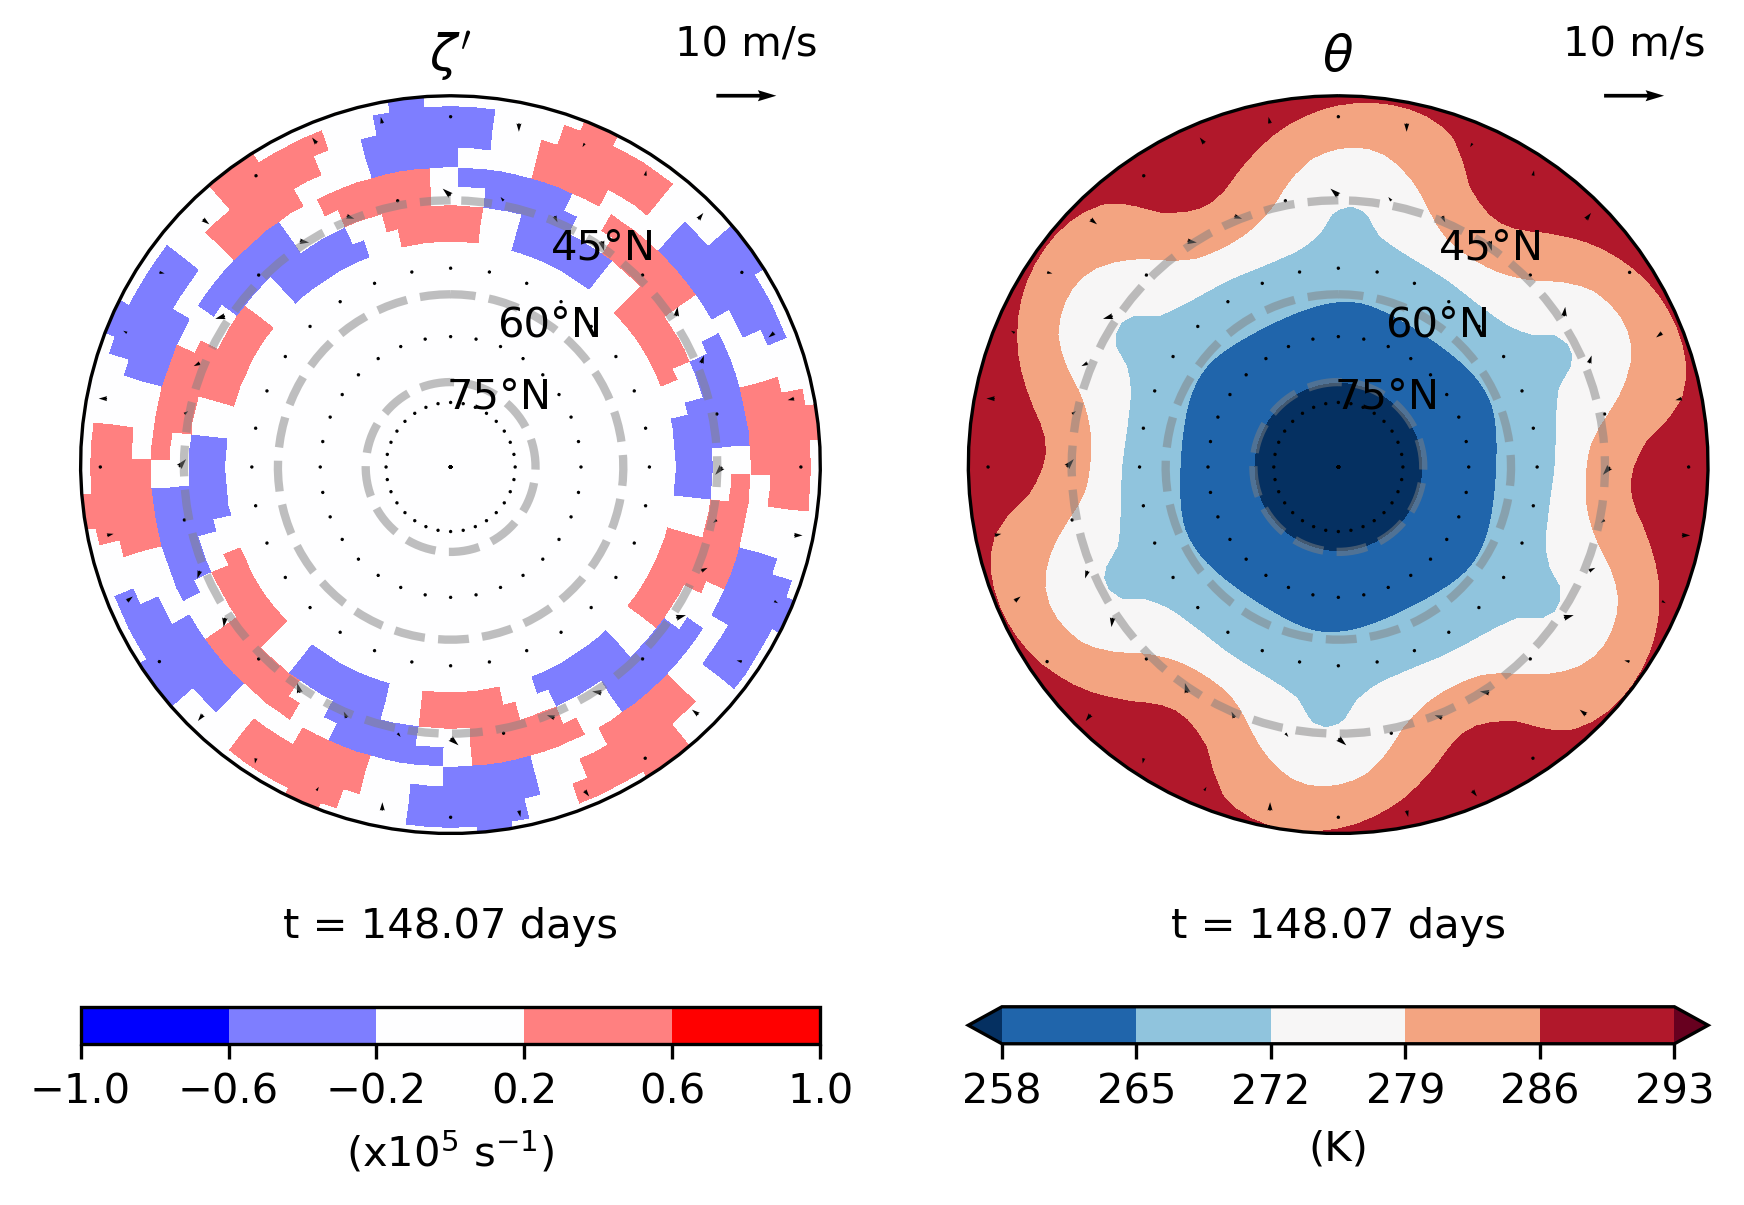 ζ′ 10 m/s θ 10 m/s
45°N 45°N
60°N 60°N
75°N 75°N
t = 148.07 days t = 148.07 days
−1.0 −0.6 −0.2 0.2 0.6 1.0 258 265 272 279 286 293
(x10⁵ s⁻¹) (K)